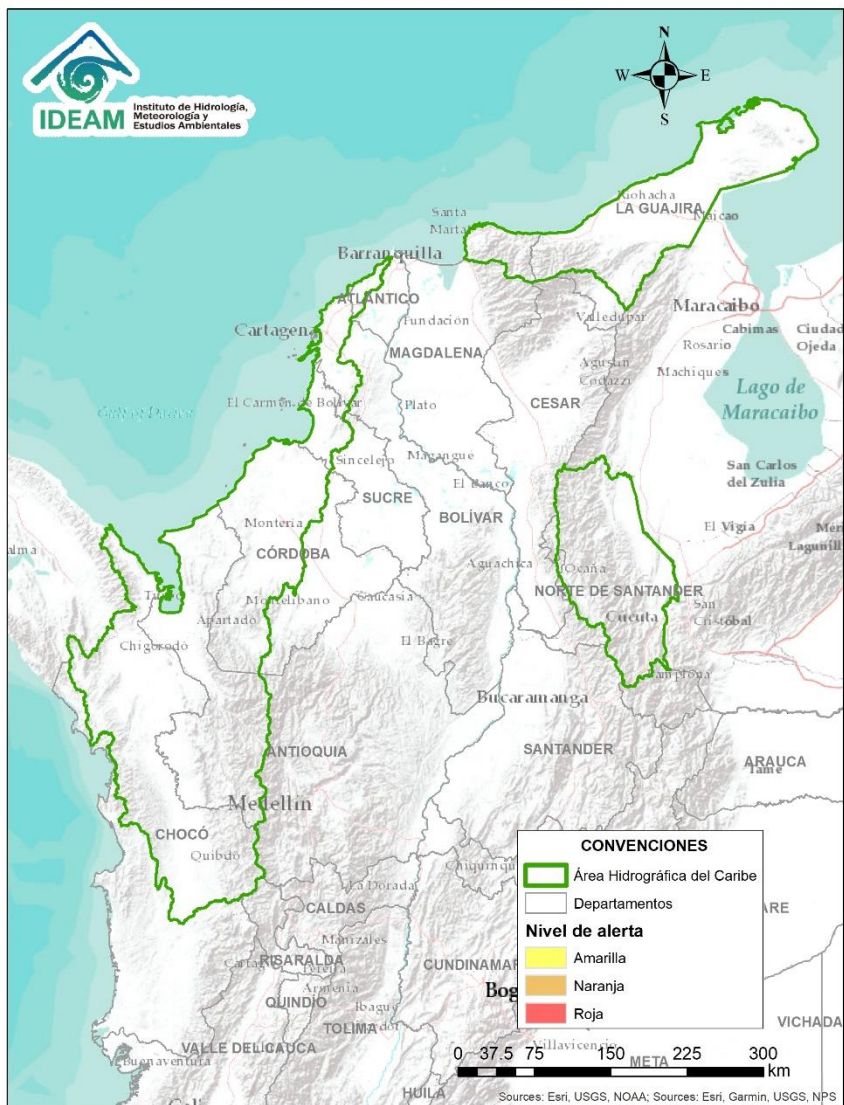 IDEAM
Instituto de Hidrología,
Meteorología y
Estudios Ambientales
N
W
E
S
Riohacha
LA GUAJIRA
Maicao
Santa
Marta
Barranquilla
ATLÁNTICO
Cartagena
Fundación
Valledupar
Maracaibo
Cabimas
Ciudad
Ojeda
MAGDALENA
Rosario
Machiques
Agustín
Codazzi
CESAR
Lago de
Maracaibo
El Carmen de Bolívar
Plato
Sincelejo
Magangué
San Carlos
del Zulia
SUCRE
El Banco
BOLÍVAR
Montería
El Vigía
CÓRDOBA
Aguachica
Ocaña
Turbo
Apartadó
Montelíbano
Caucasia
NORTE DE SANTANDER
San
Cristóbal
Cúcuta
Chigorodó
El Bagre
Pamplona
Bucaramanga
ANTIOQUIA
SANTANDER
ARAUCA
Tame
Medellín
CHOCÓ
Quibdó
La Dorada
CALDAS
Manizales
RISARALDA
Pereira
Armenia
QUINDÍO
Ibagué
TOLIMA
CUNDINAMAR
Bog
VALLE DEL CAUCA
Buenaventura
Villavicencio
META
VICHADA
HUILA
CONVENCIONES
Área Hidrográfica del Caribe
Departamentos
Nivel de alerta
Amarilla
Naranja
Roja
0 37.5 75 150 225 300
km
Sources: Esri, USGS, NOAA; Sources: Esri, Garmin, USGS, NPS